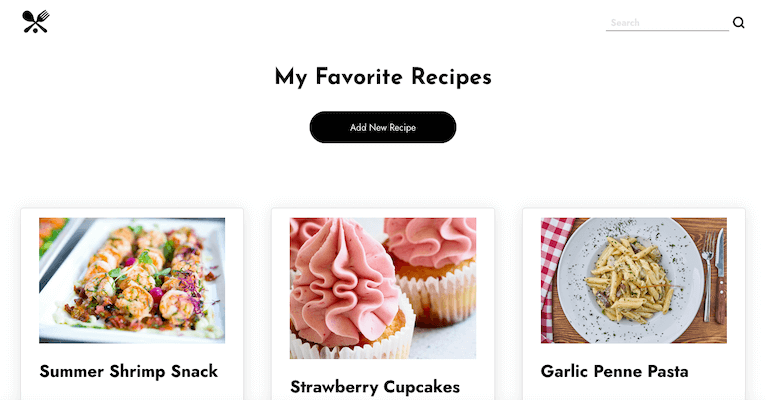 Search
My Favorite Recipes
Add New Recipe
Summer Shrimp Snack
Strawberry Cupcakes
Garlic Penne Pasta